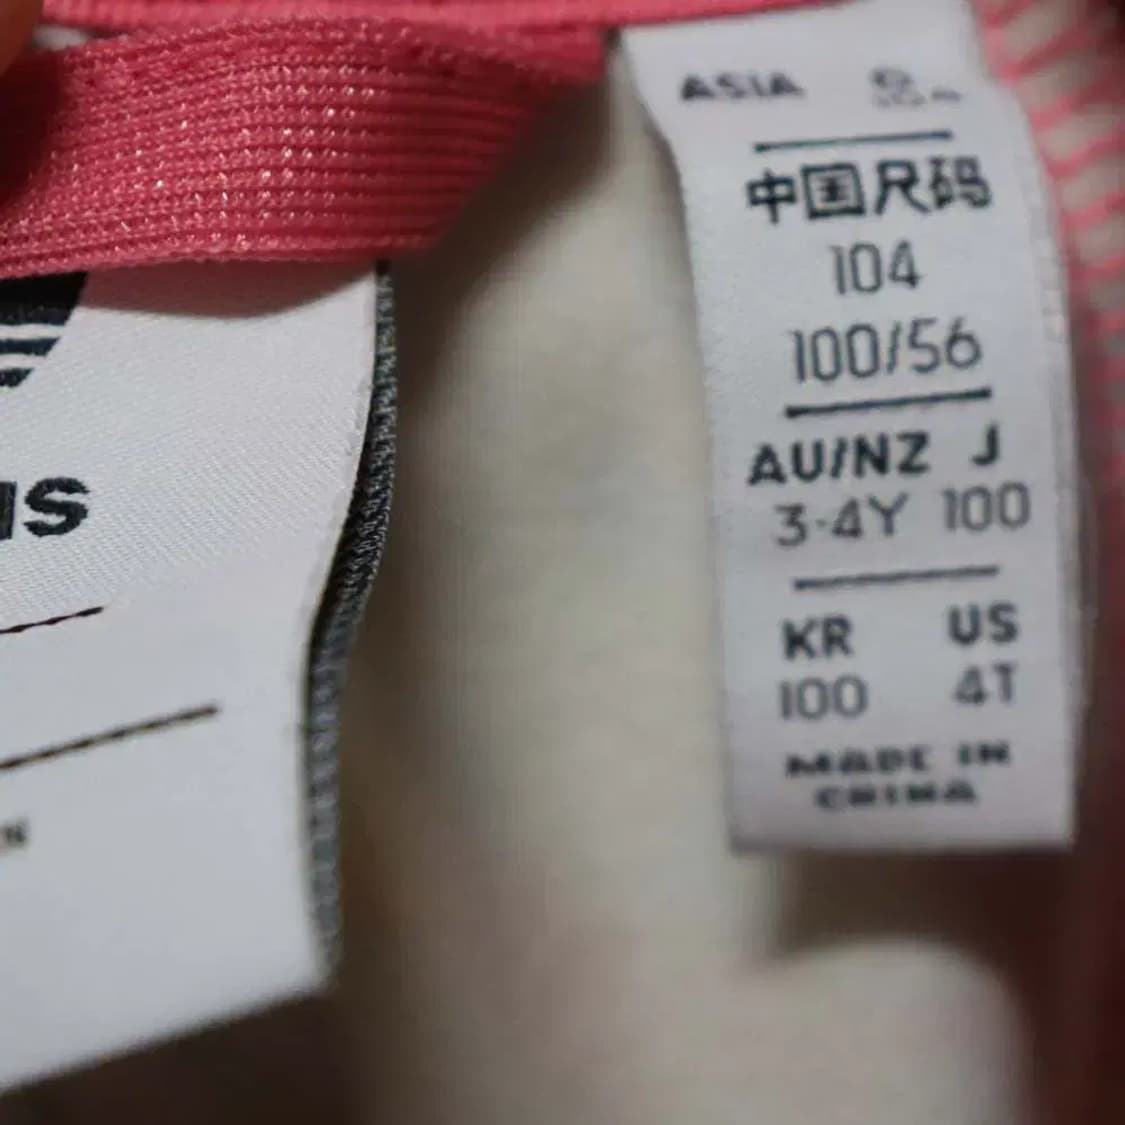 ASIA
中国尺码
104
100/56
AU/NZ J
3-4Y 100
KR US
100 4T
MADE IN
CHINA
as